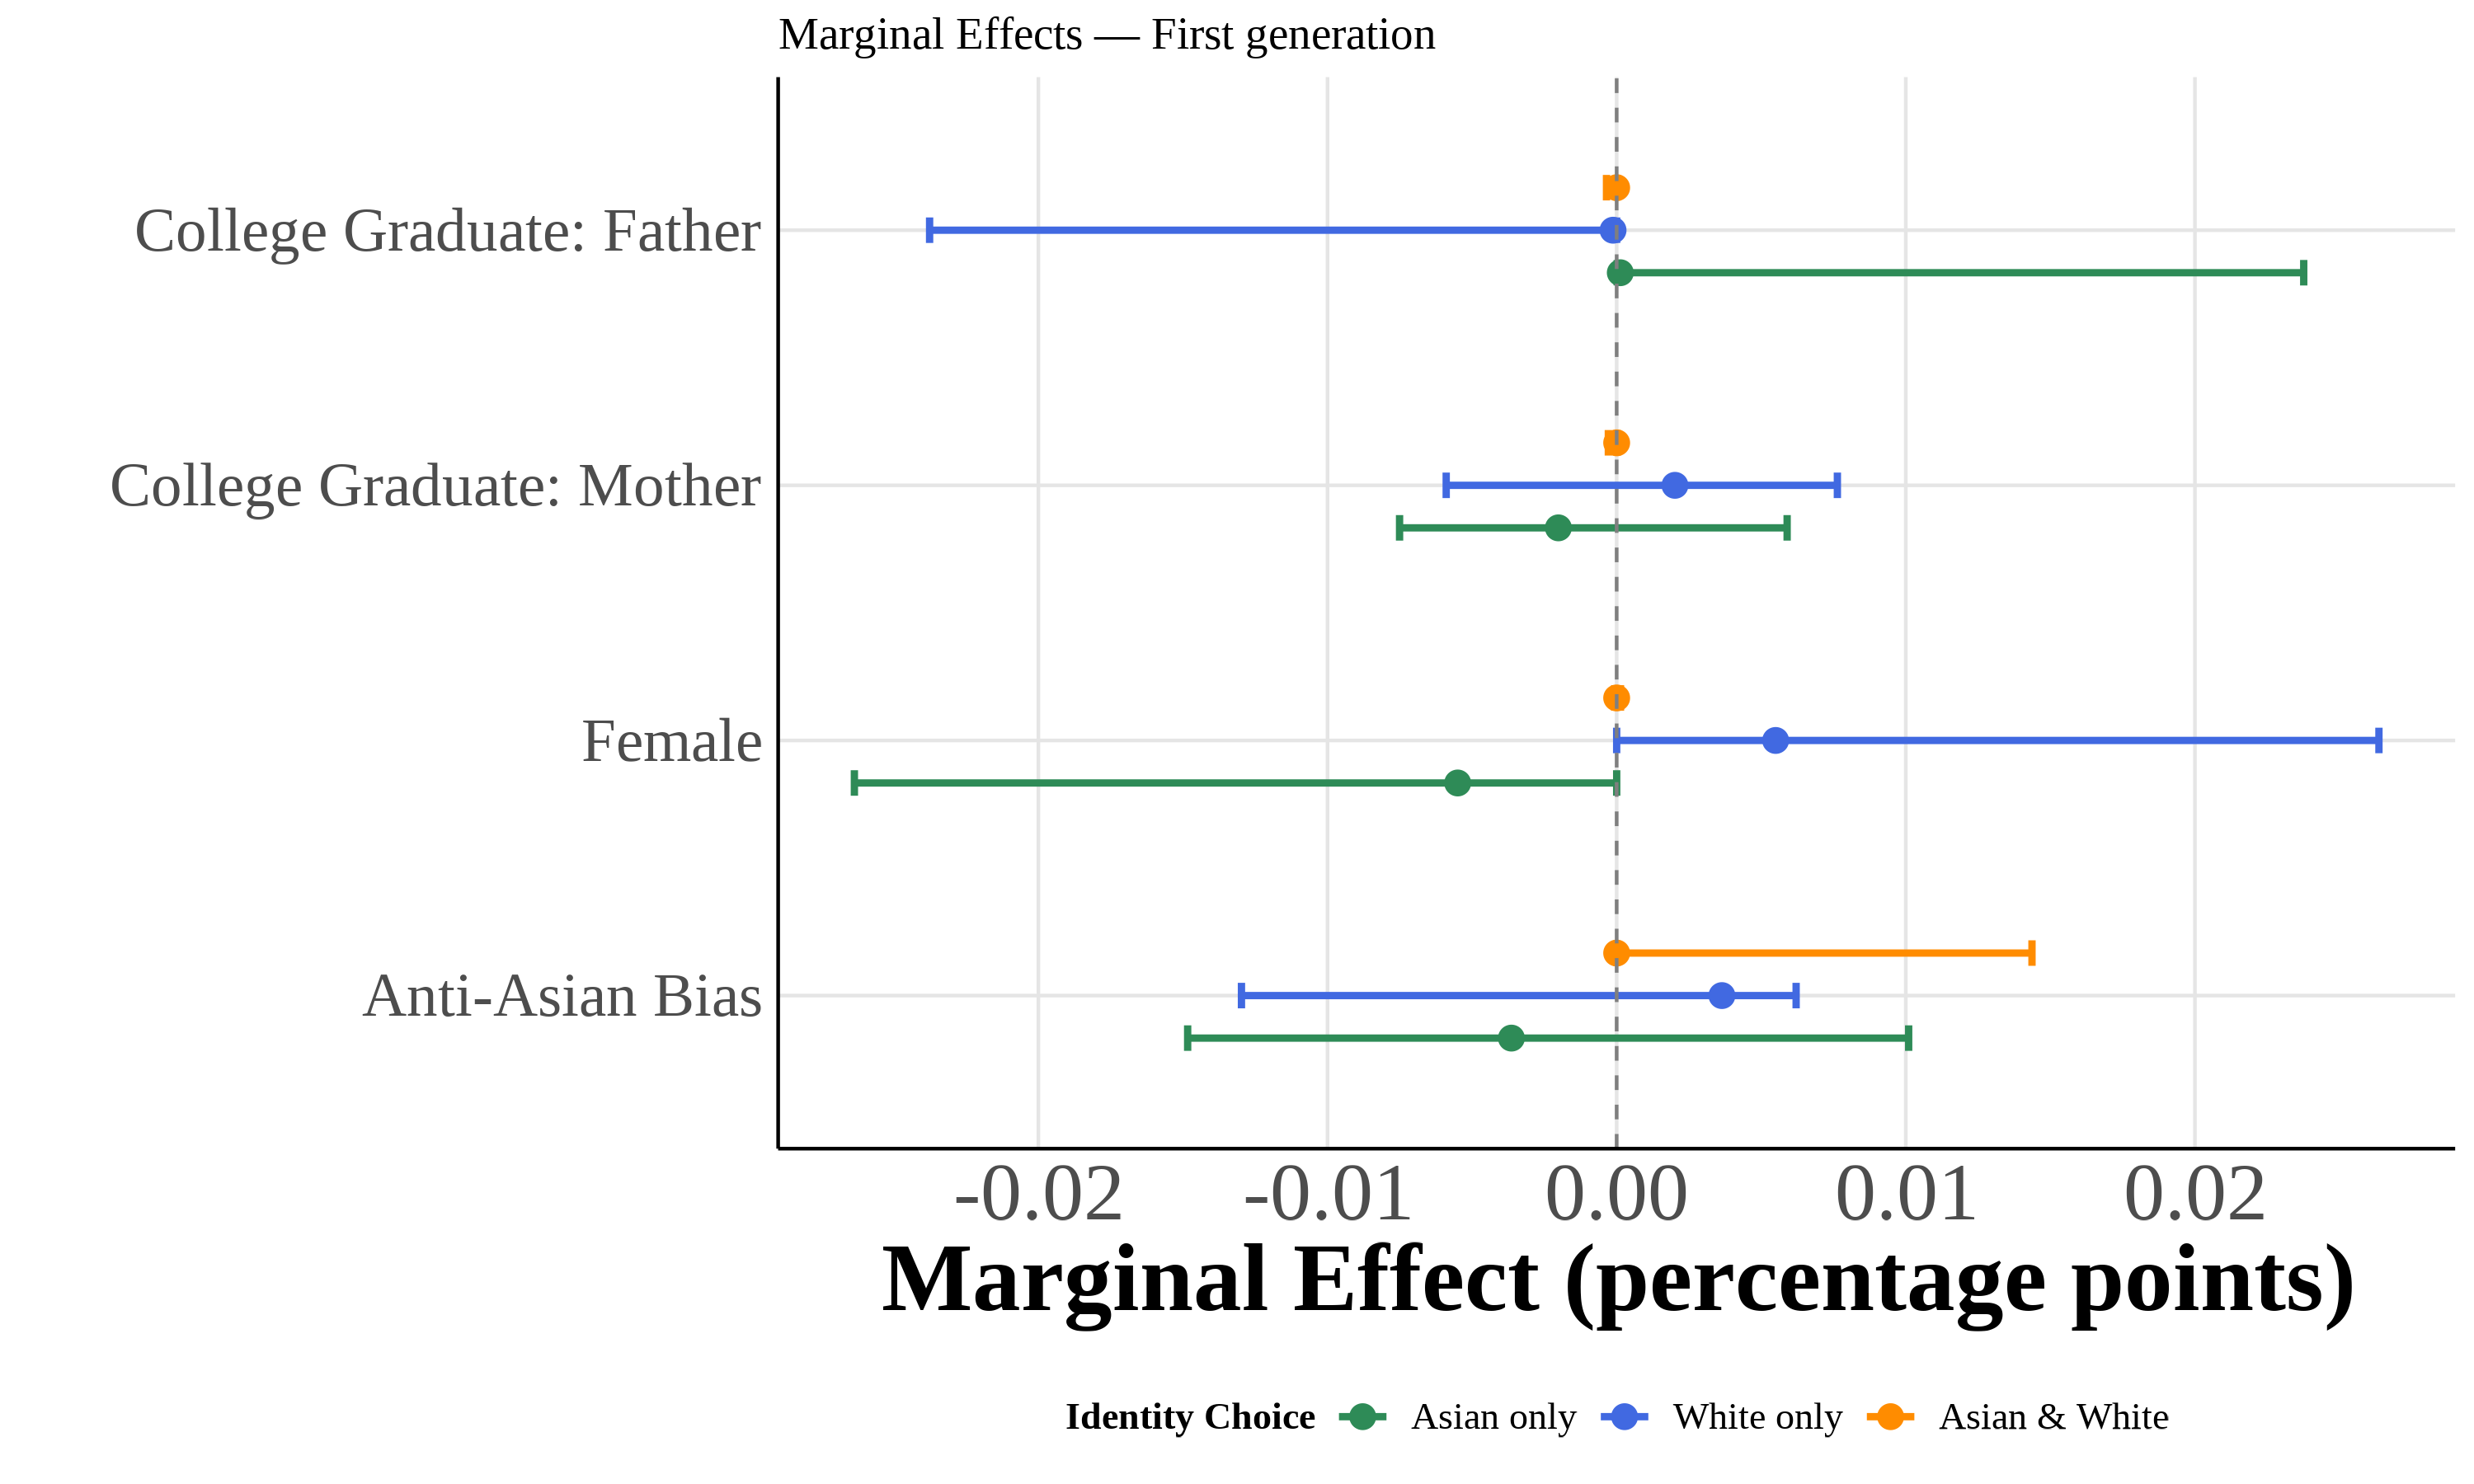 Marginal Effects — First generation
College Graduate: Father
College Graduate: Mother
Female
Anti-Asian Bias
-0.02 -0.01 0.00 0.01 0.02
Marginal Effect (percentage points)
Identity Choice Asian only White only Asian & White